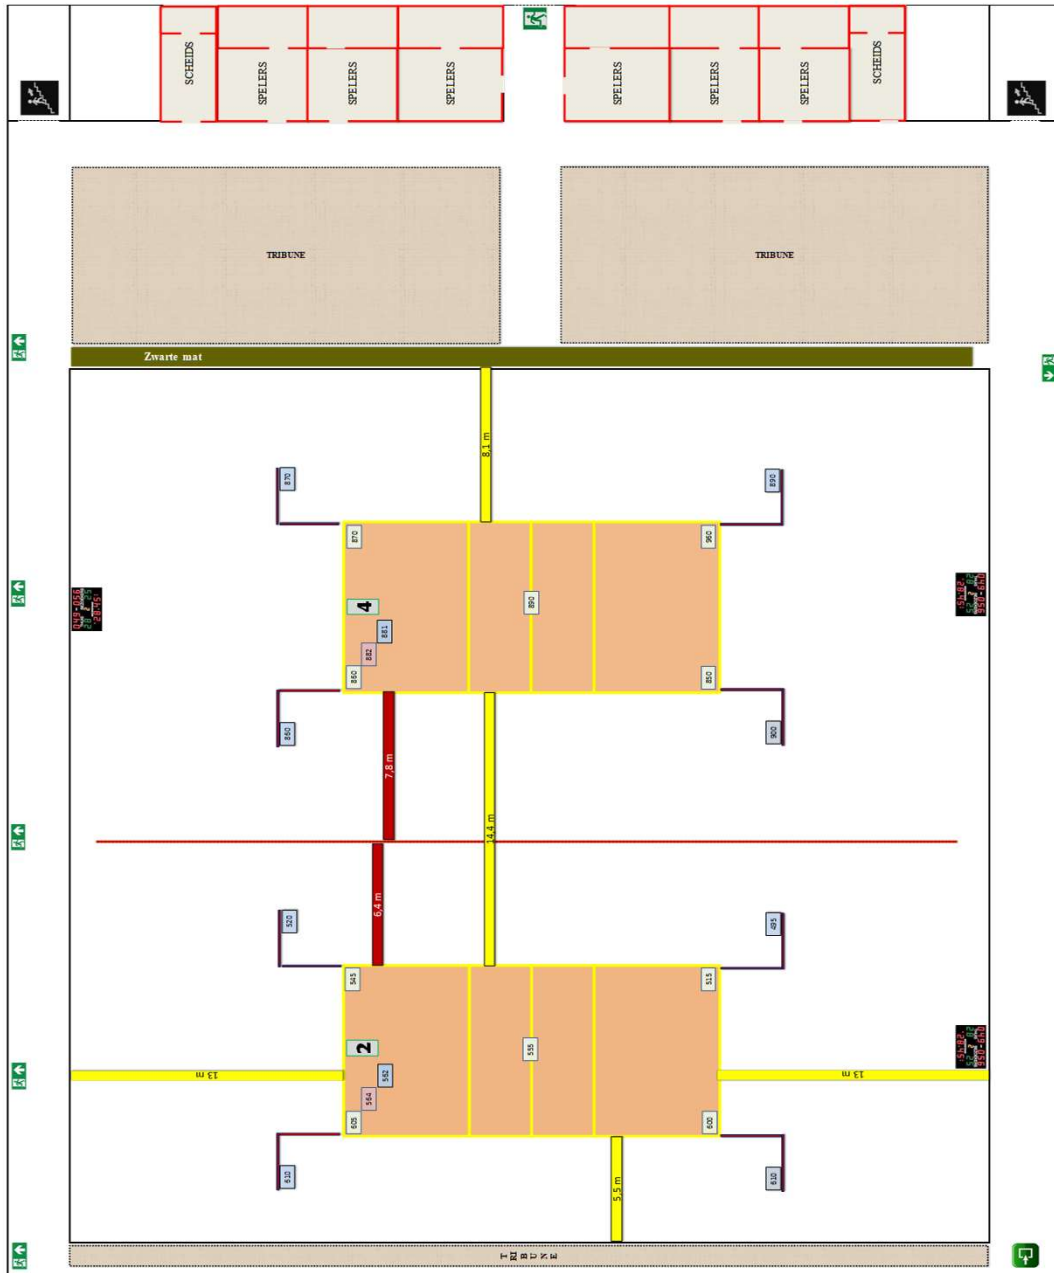 SCHEIDS
SPELERS
SPELERS
SPELERS
SPELERS
SPELERS
SPELERS
SCHEIDS
TRIBUNE
TRIBUNE
Zwarte mat
8,1 m
870
890
870
960
4
890
881
882
860
850
860
900
7,8 m
14,4 m
6,4 m
520
495
545
515
2
555
562
564
13 m
13 m
605
600
610
610
5,5 m
TRIBUNE